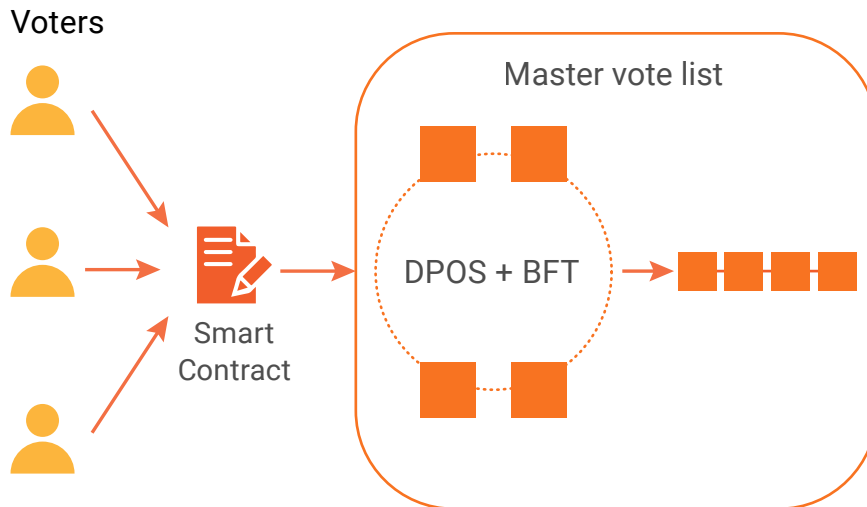 Voters
Master vote list
DPOS + BFT
Smart
Contract